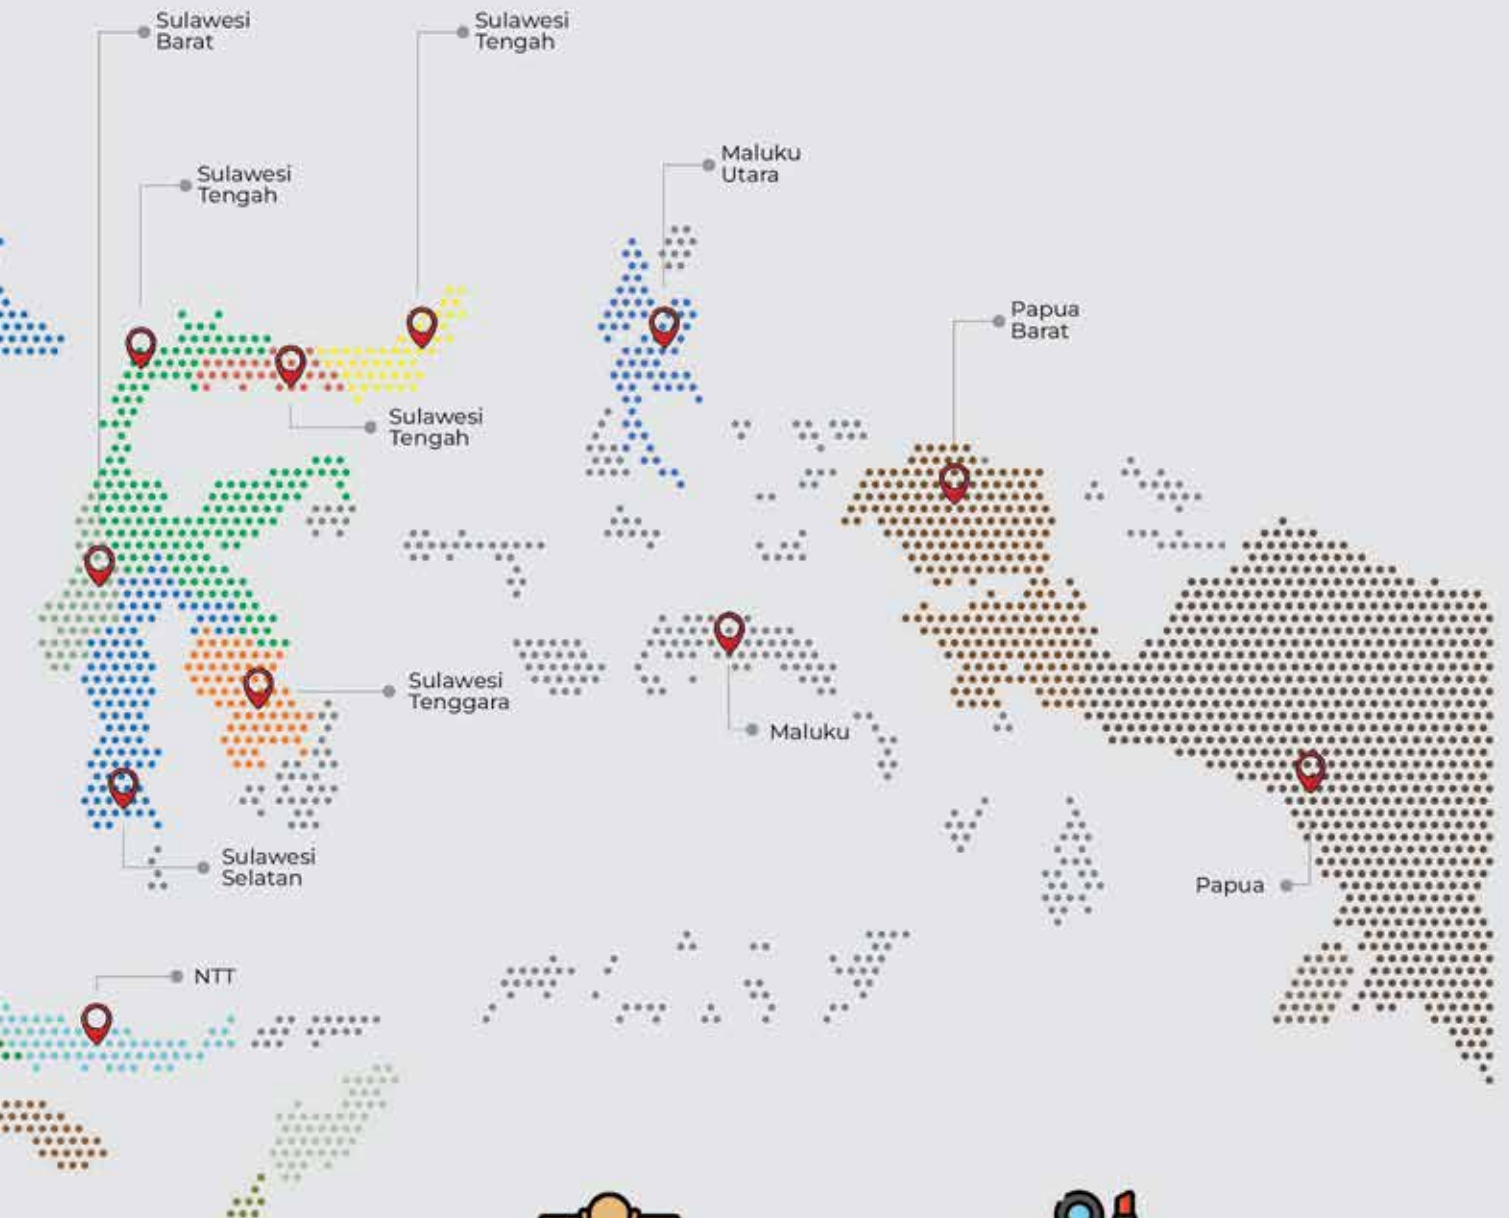 Sulawesi
Barat
Sulawesi
Tengah
Maluku
Utara
Sulawesi
Tengah
Papua
Barat
Sulawesi
Tengah
Sulawesi
Tenggara
Maluku
Sulawesi
Selatan
Papua
NTT